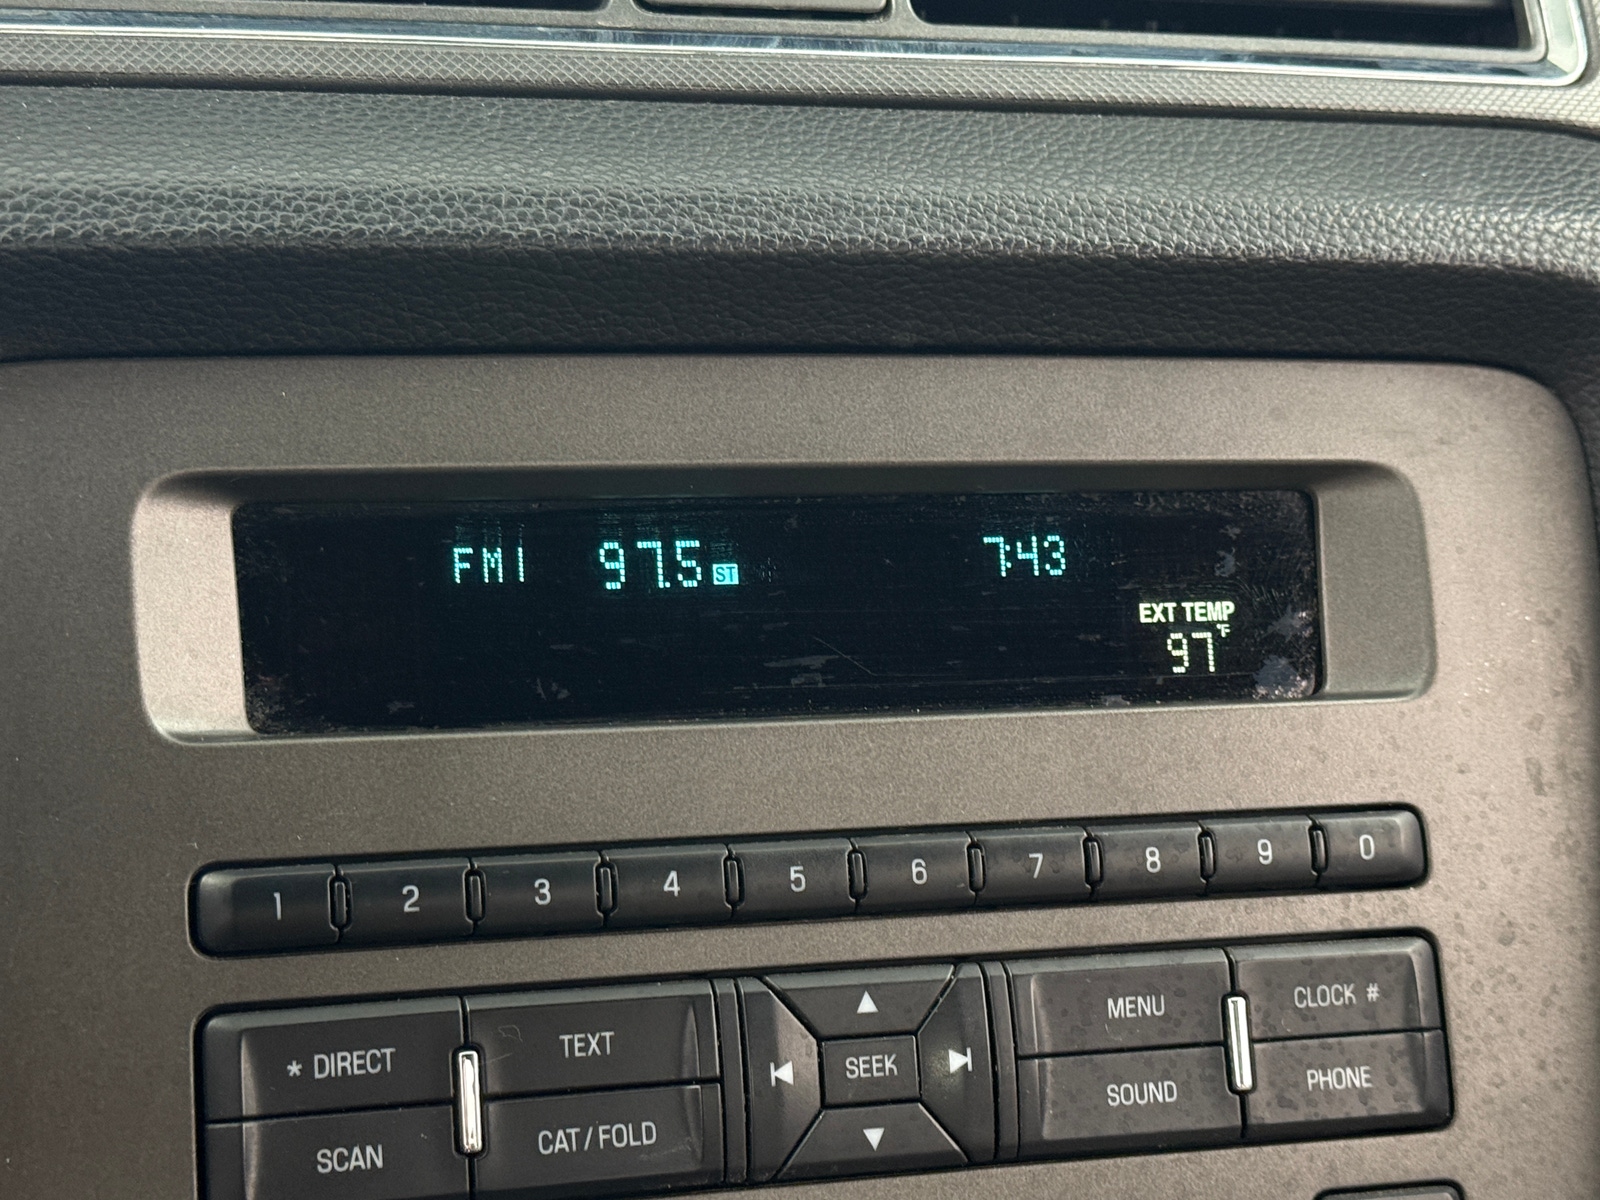 FM1 97.5 ST 7:43
EXT TEMP
97°F
1 2 3 4 5 6 7 8 9 0
* DIRECT TEXT SEEK MENU CLOCK #
SCAN CAT/FOLD SOUND PHONE